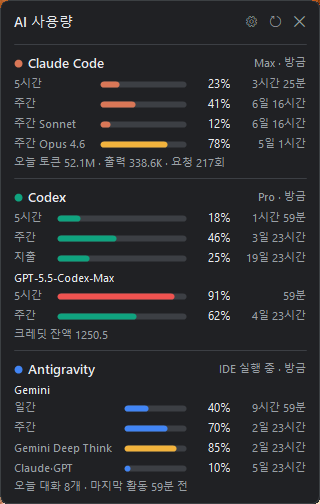 AI 사용량
Claude Code Max · 방금
5시간 23% 3시간 25분
주간 41% 6일 16시간
주간 Sonnet 12% 6일 16시간
주간 Opus 4.6 78% 5일 1시간
오늘 토큰 52.1M · 출력 338.6K · 요청 217회
Codex Pro · 방금
5시간 18% 1시간 59분
주간 46% 3일 23시간
지출 25% 19일 23시간
GPT-5.5-Codex-Max
5시간 91% 59분
주간 62% 4일 23시간
크레딧 잔액 1250.5
Antigravity IDE 실행 중 · 방금
Gemini
일간 40% 9시간 59분
주간 70% 2일 23시간
Gemini Deep Think 85% 2일 23시간
Claude·GPT 10% 5일 23시간
오늘 대화 8개 · 마지막 활동 59분 전